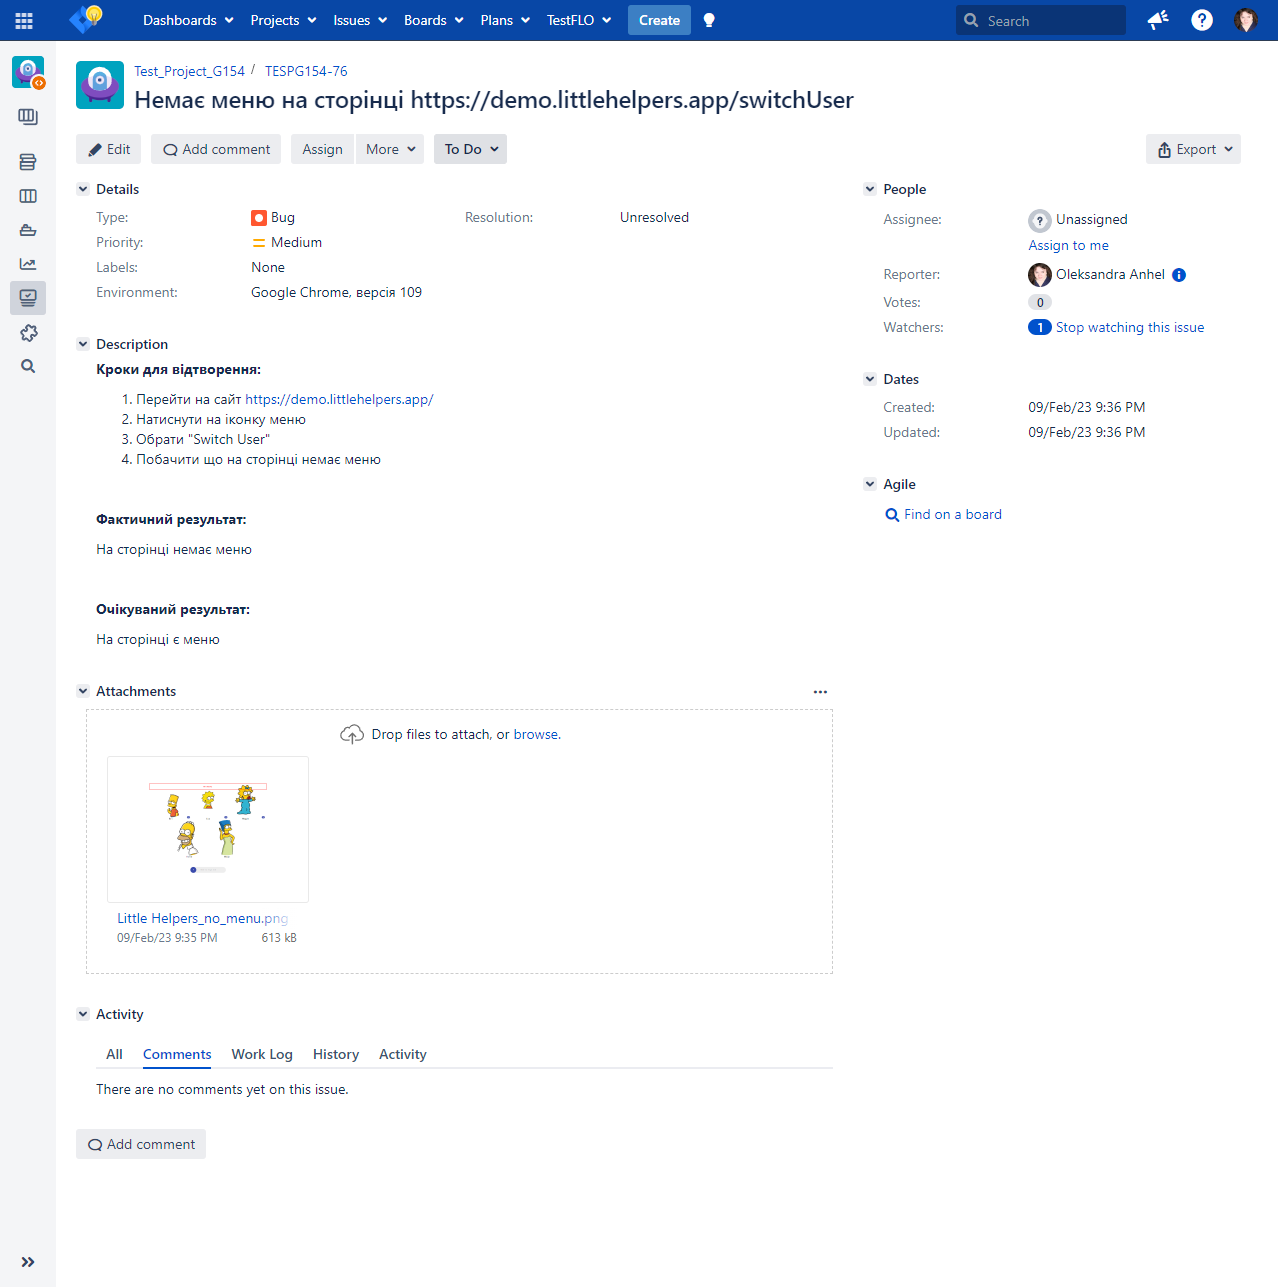 Dashboards Projects Issues Boards Plans TestFLO Create Search
Test_Project_G154 / TESPG154-76
Немає меню на сторінці https://demo.littlehelpers.app/switchUser
Edit Add comment Assign More To Do Export
Details
Type: Bug Resolution: Unresolved
Priority: Medium
Labels: None
Environment: Google Chrome, версія 109
Description
Кроки для відтворення:
1. Перейти на сайт https://demo.littlehelpers.app/
2. Натиснути на іконку меню
3. Обрати "Switch User"
4. Побачити що на сторінці немає меню
Фактичний результат:
На сторінці немає меню
Очікуваний результат:
На сторінці є меню
Attachments
Drop files to attach, or browse.
Little Helpers_no_menu.png
09/Feb/23 9:35 PM 613 kB
Activity
All Comments Work Log History Activity
There are no comments yet on this issue.
Add comment
People
Assignee: Unassigned
Assign to me
Reporter: Oleksandra Anhel
Votes: 0
Watchers: 1 Stop watching this issue
Dates
Created: 09/Feb/23 9:36 PM
Updated: 09/Feb/23 9:36 PM
Agile
Find on a board